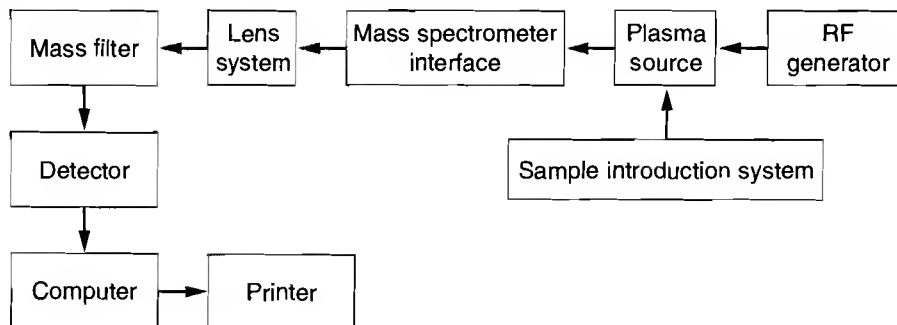 Mass filter
Lens
system
Mass spectrometer
interface
Plasma
source
RF
generator
Detector
Sample introduction system
Computer
Printer